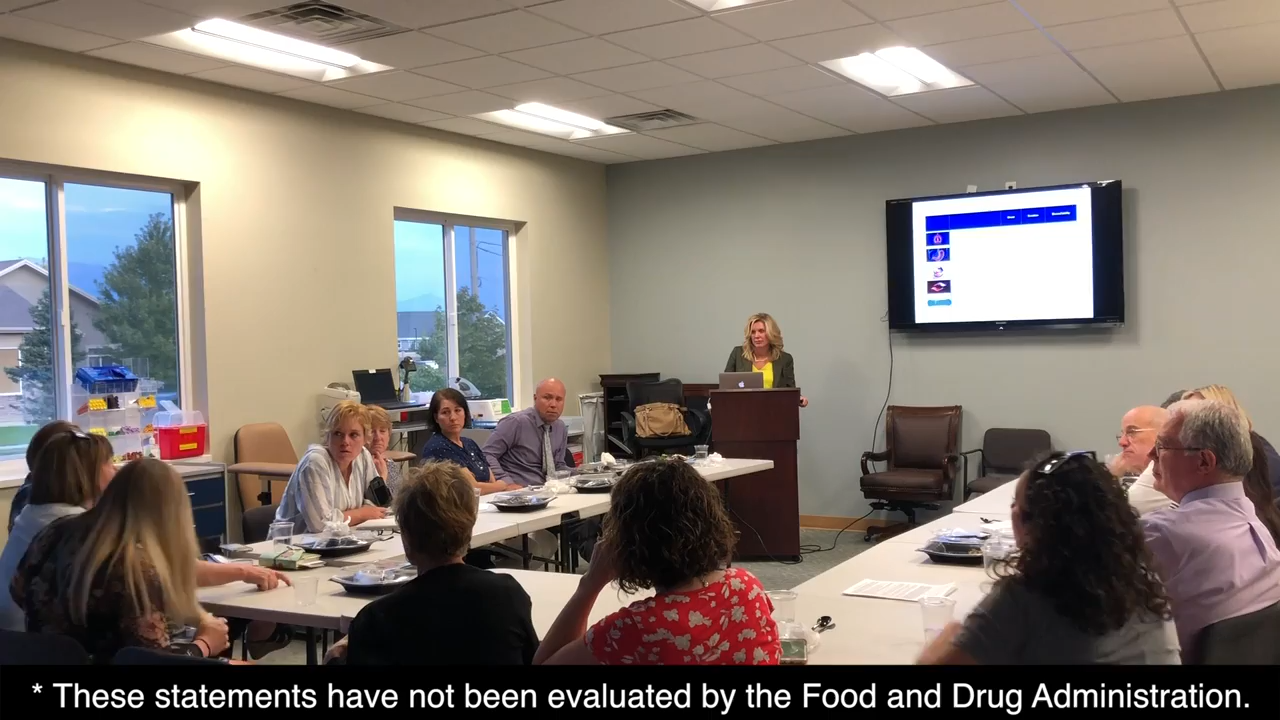 * These statements have not been evaluated by the Food and Drug Administration.